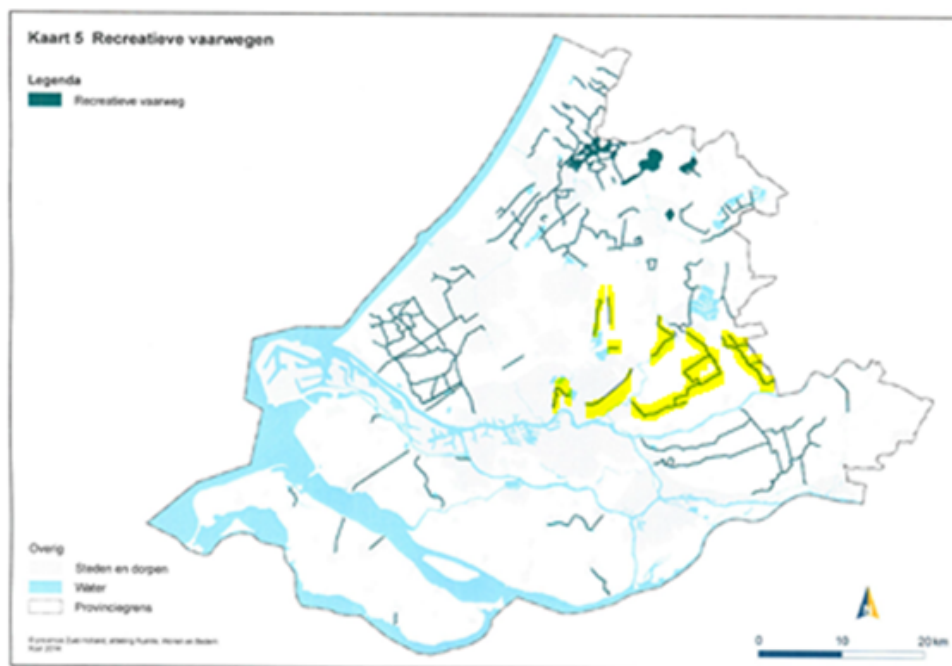 Kaart 5 Recreatieve vaarwegen
Legenda
Recreatieve vaarweg
Overig
Steden en dorpen
Water
Provinciegrens
0 10 20 km